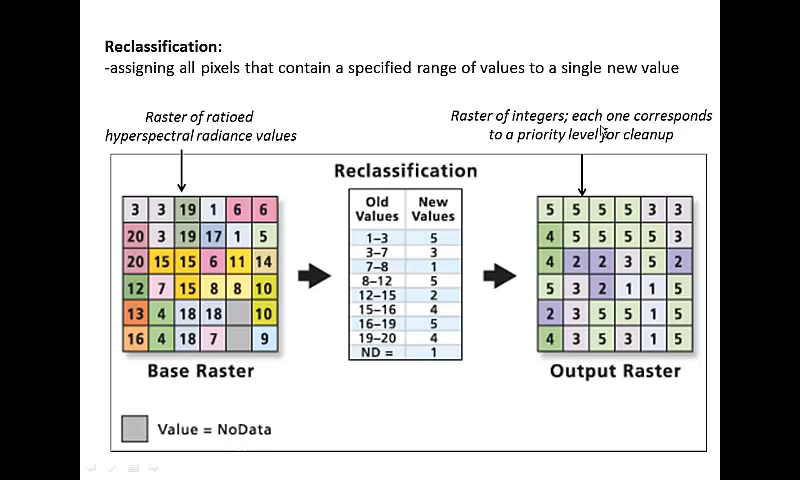 Reclassification:
-assigning all pixels that contain a specified range of values to a single new value
Raster of ratioed
hyperspectral radiance values
Raster of integers; each one corresponds
to a priority level for cleanup
Reclassification
3 3 19 1 6 6
20 3 19 17 1 5
20 15 15 6 11 14
12 7 15 8 8 10
13 4 18 18 10
16 4 18 7 9
Base Raster
Old Values New Values
1–3 5
3–7 3
7–8 1
8–12 5
12–15 2
15–16 4
16–19 5
19–20 4
ND = 1
5 5 5 5 3 3
4 5 5 5 5 3
4 2 2 3 5 2
5 3 2 1 1 5
2 3 5 5 1 5
4 3 5 3 1 5
Output Raster
Value = NoData